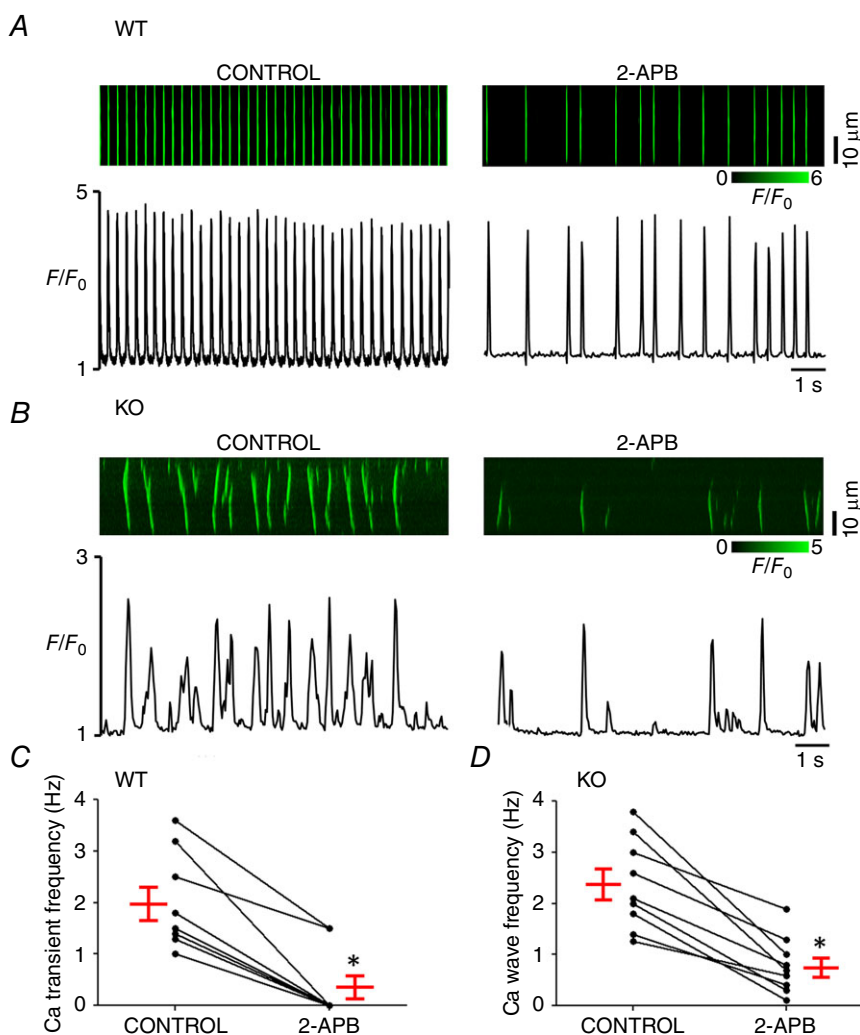 A WT
CONTROL 2-APB
10 μm
0 6
F/F0
5
F/F0
1
1 s
B KO
CONTROL 2-APB
10 μm
0 5
F/F0
3
F/F0
1
1 s
C WT
Ca transient frequency (Hz)
4
3
2
1
0
*
CONTROL 2-APB
D KO
Ca wave frequency (Hz)
4
3
2
1
0
*
CONTROL 2-APB